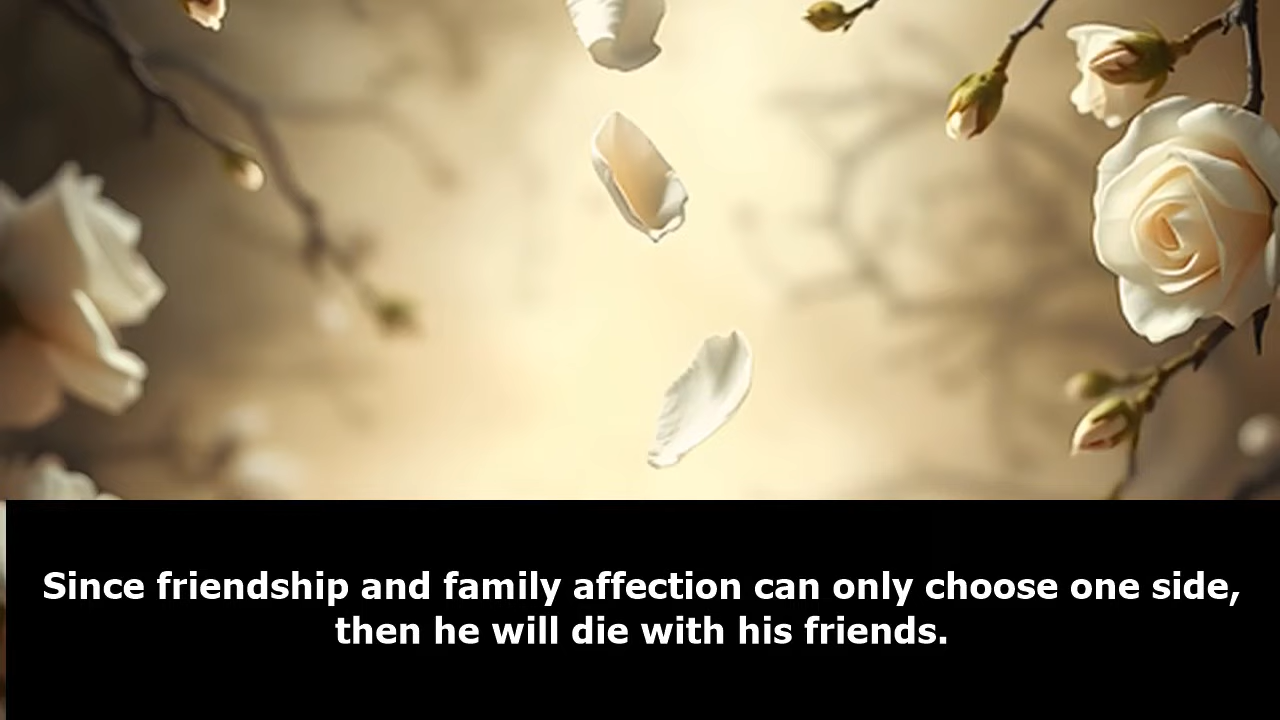 Since friendship and family affection can only choose one side,
then he will die with his friends.